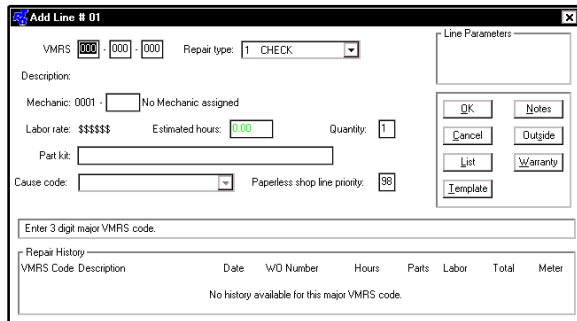 Add Line # 01
VMRS 000 - 000 - 000 Repair type: 1 CHECK
Line Parameters
Description:
Mechanic: 0001 - No Mechanic assigned
Labor rate: $$$$$$ Estimated hours: 0.00 Quantity: 1
Part kit:
Cause code: Paperless shop line priority: 98
OK Notes
Cancel Outside
List Warranty
Template
Enter 3 digit major VMRS code.
Repair History
VMRS Code Description Date WO Number Hours Parts Labor Total Meter
No history available for this major VMRS code.